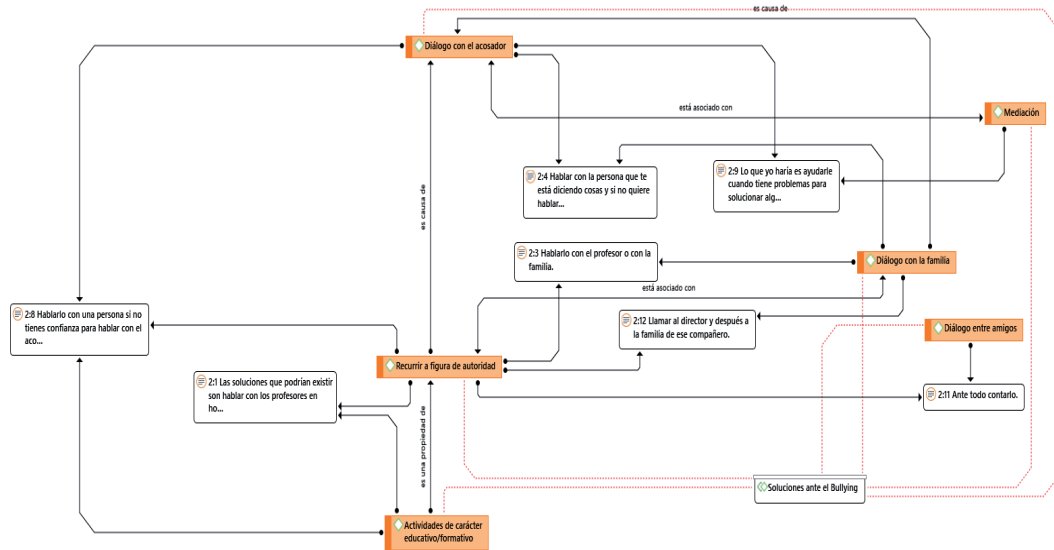 es causa de
Diálogo con el acosador
está asociado con
Mediación
2:4 Hablar con la persona que te
está diciendo cosas y si no quiere
hablar...
2:9 Lo que yo haría es ayudarle
cuando tiene problemas para
solucionar alg...
es causa de
2:3 Hablarlo con el profesor o con la
familia.
Diálogo con la familia
está asociado con
2:8 Hablarlo con una persona si no
tienes confianza para hablar con el
aco...
2:12 Llamar al director y después a
la familia de ese compañero.
Diálogo entre amigos
Recurrir a figura de autoridad
2:1 Las soluciones que podrían existir
son hablar con los profesores en
ho...
2:11 Ante todo contarlo.
es una propiedad de
Soluciones ante el Bullying
Actividades de carácter
educativo/formativo